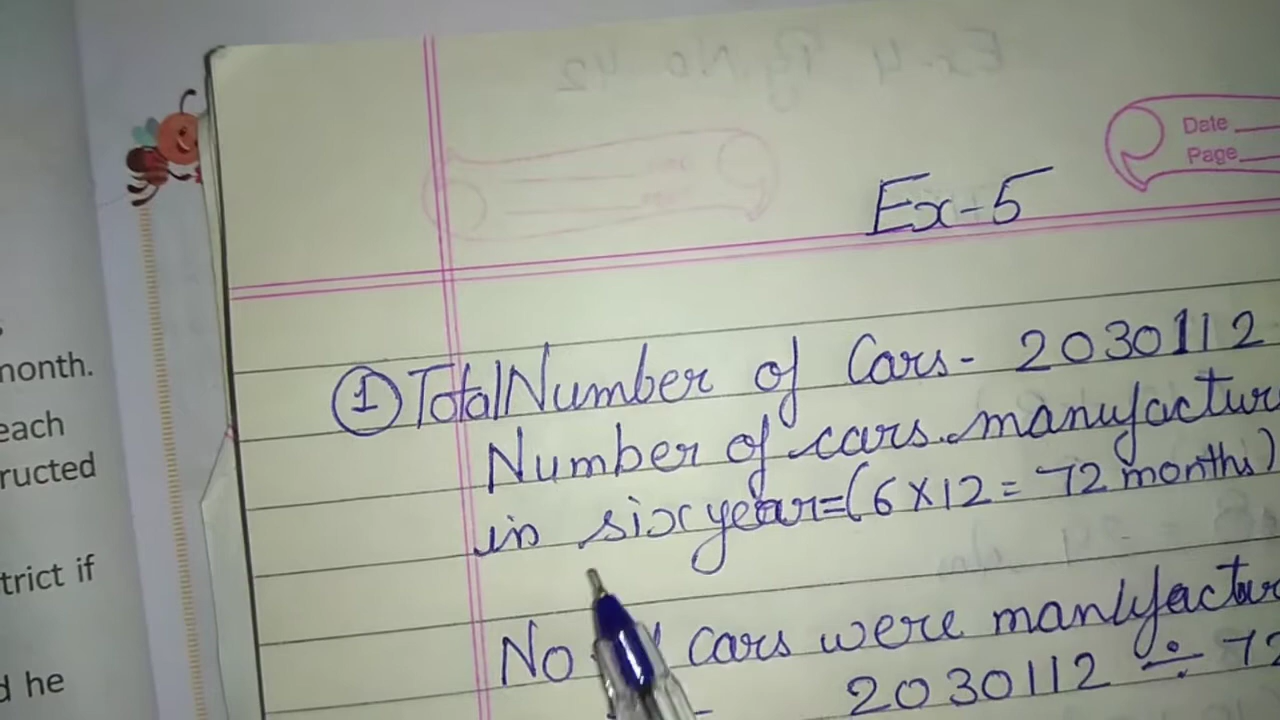 Ex-5
Date
Page
① Total Number of Cars - 2030112
Number of cars manufactur
in six year=(6×12 = 72 months)
No cars were manufactur
2030112 ÷ 72
month.
each
ructed
trict if
d he